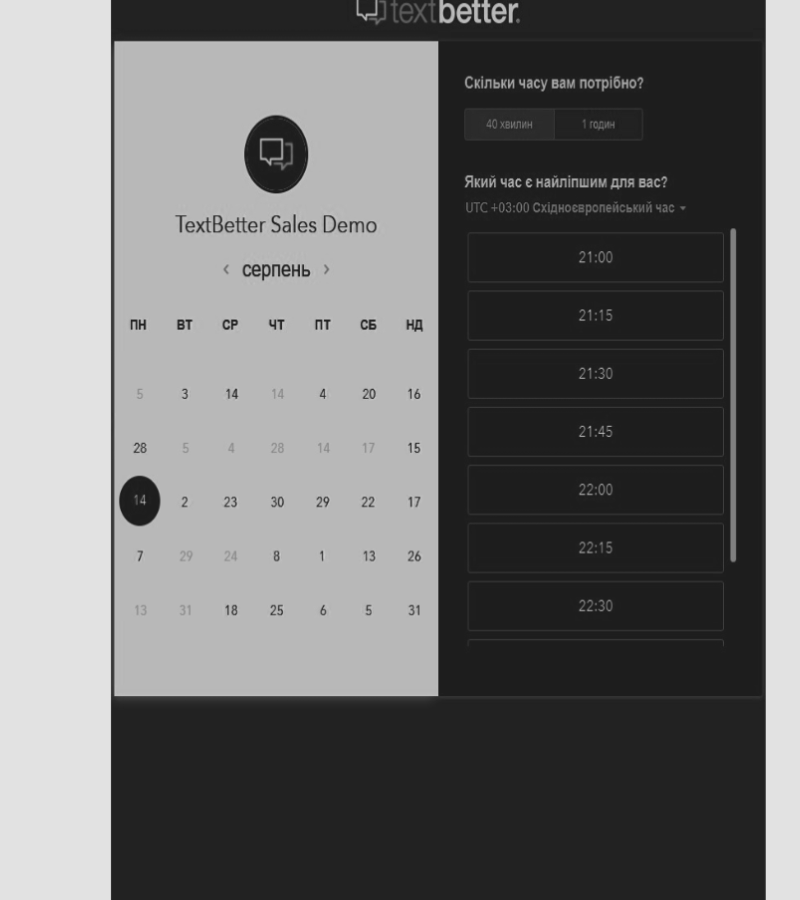 textbetter.
TextBetter Sales Demo
‹ серпень ›
ПН ВТ СР ЧТ ПТ СБ НД
5 3 14 14 4 20 16
28 5 4 28 14 17 15
14 2 23 30 29 22 17
7 29 24 8 1 13 26
13 31 18 25 6 5 31
Скільки часу вам потрібно?
40 хвилин 1 годин
Який час є найліпшим для вас?
UTC +03:00 Східноєвропейський час
21:00
21:15
21:30
21:45
22:00
22:15
22:30